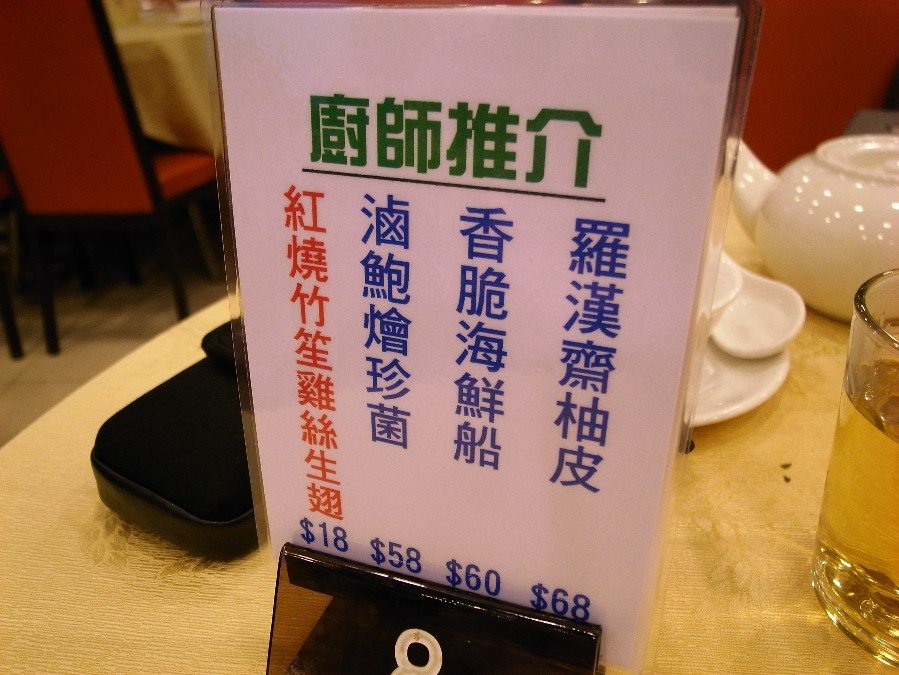 廚師推介
羅漢齋柚皮
$68
香脆海鮮船
$60
滷鮑燴珍菌
$58
紅燒竹笙雞絲生翅
$18
8